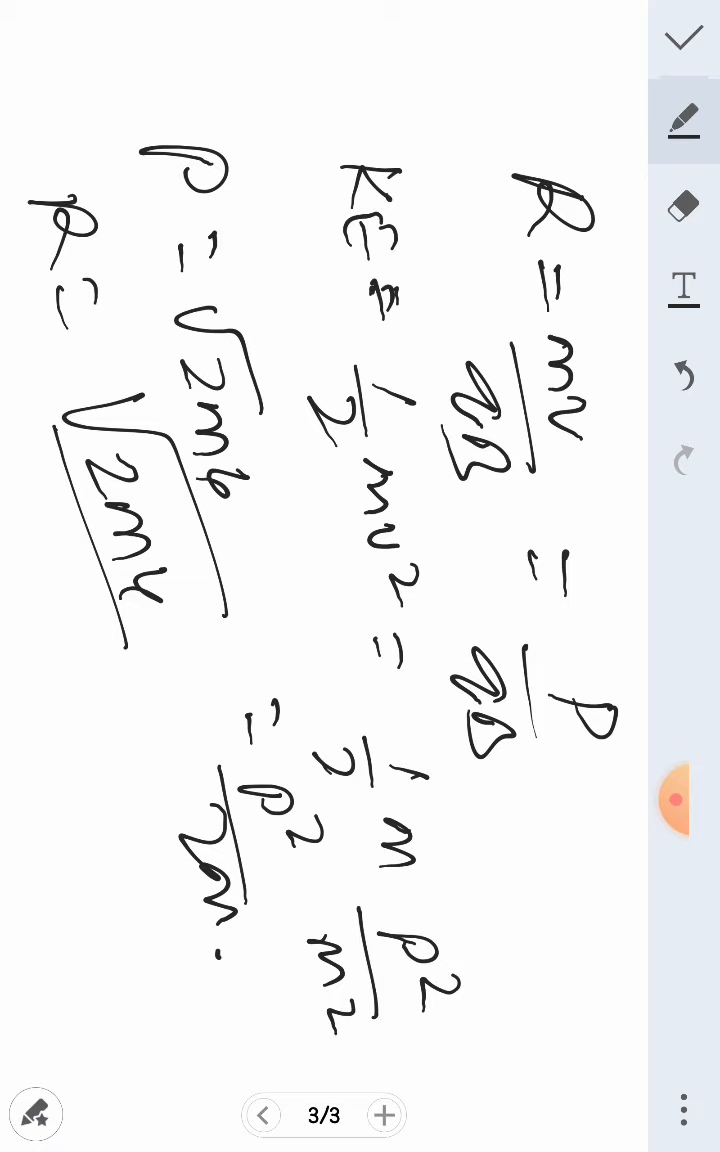 R = mv/qB = P/qB
KE = 1/2 mv² = 1/2 m p²/m²
= p²/2m.
P = √2mk
R = √2mk
T
3/3